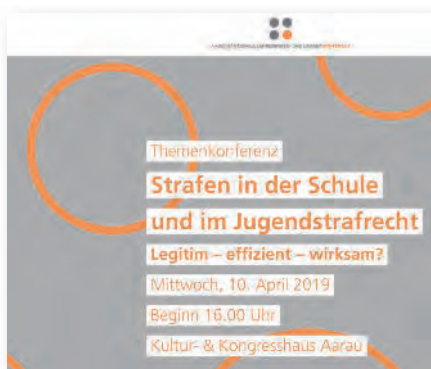 Themenkonferenz
Strafen in der Schule
und im Jugendstrafrecht
Legitim – effizient – wirksam?
Mittwoch, 10. April 2019
Beginn 16.00 Uhr
Kultur- & Kongresshaus Aarau